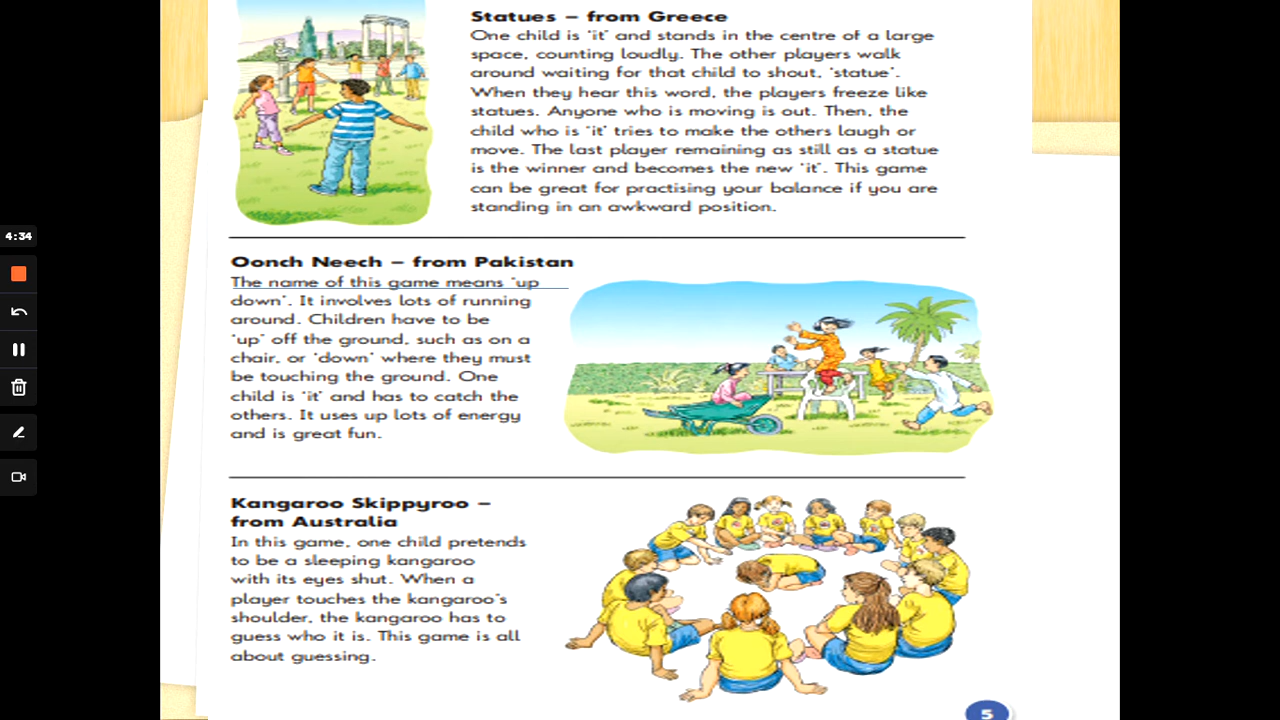 Statues – from Greece
One child is ‘it’ and stands in the centre of a large
space, counting loudly. The other players walk
around waiting for that child to shout, ‘statue’.
When they hear this word, the players freeze like
statues. Anyone who is moving is out. Then, the
child who is ‘it’ tries to make the others laugh or
move. The last player remaining as still as a statue
is the winner and becomes the new ‘it’. This game
can be great for practising your balance if you are
standing in an awkward position.
4:34
Oonch Neech – from Pakistan
The name of this game means ‘up
down’. It involves lots of running
around. Children have to be
‘up’ off the ground, such as on a
chair, or ‘down’ where they must
be touching the ground. One
child is ‘it’ and has to catch the
others. It uses up lots of energy
and is great fun.
Kangaroo Skippyroo –
from Australia
In this game, one child pretends
to be a sleeping kangaroo
with its eyes shut. When a
player touches the kangaroo’s
shoulder, the kangaroo has to
guess who it is. This game is all
about guessing.
5